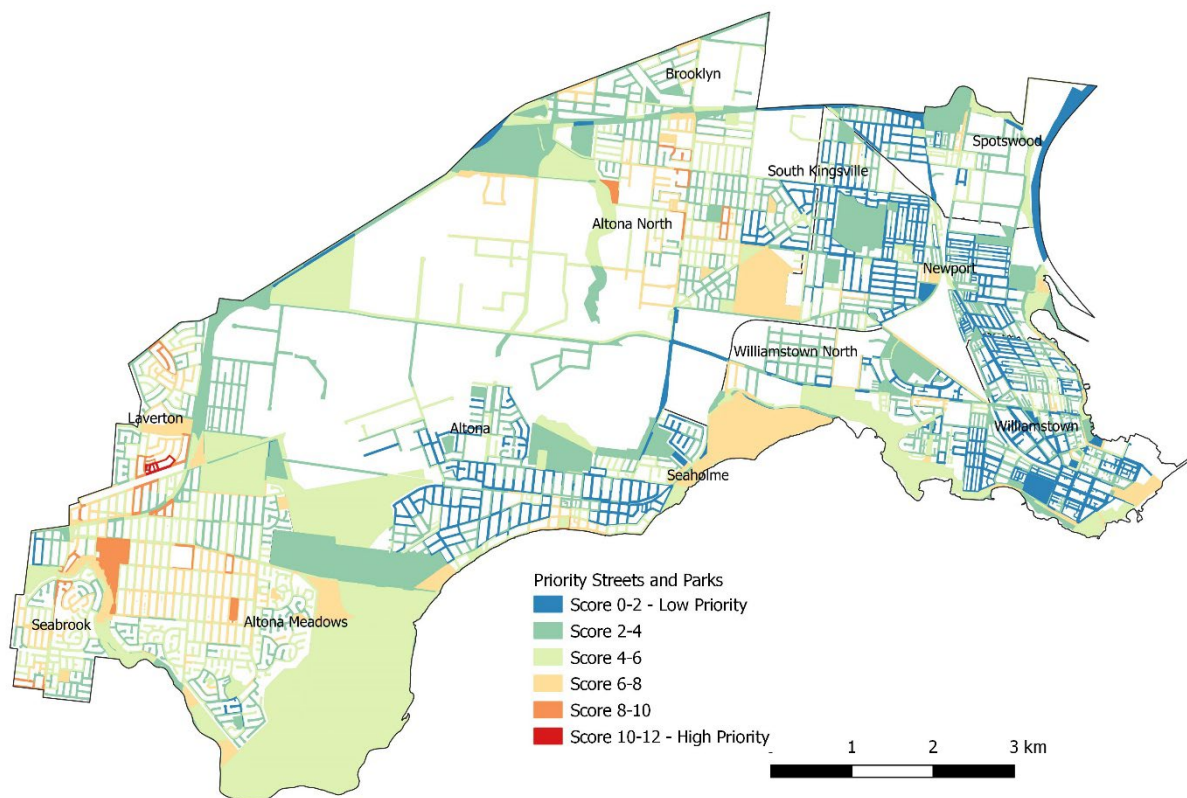 Brooklyn
Spotswood
South Kingsville
Altona North
Newport
Williamstown North
Laverton
Altona
Williamstown
Seaholme
Seabrook
Altona Meadows
Priority Streets and Parks
Score 0-2 - Low Priority
Score 2-4
Score 4-6
Score 6-8
Score 8-10
Score 10-12 - High Priority
1 2 3 km